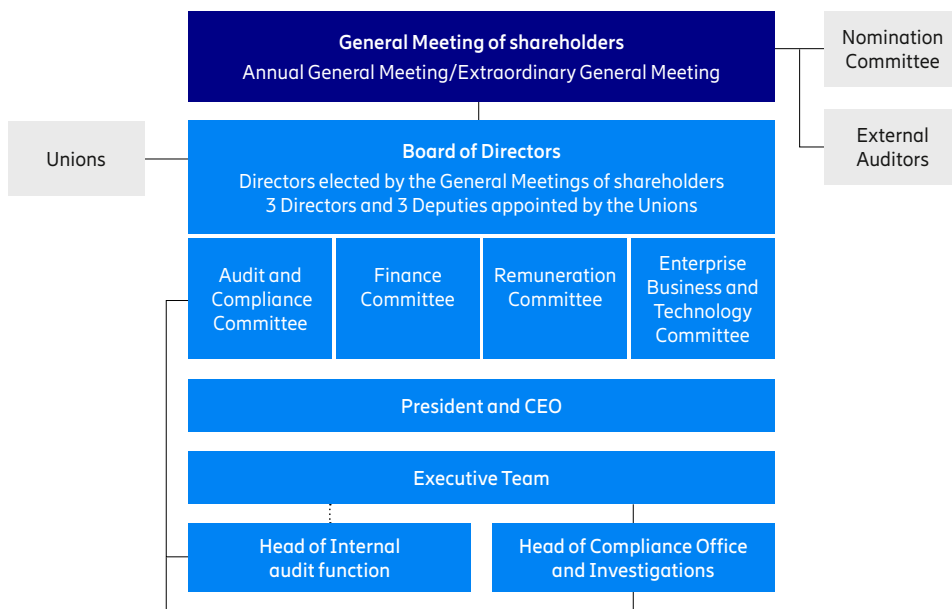 General Meeting of shareholders
Annual General Meeting/Extraordinary General Meeting
Nomination
Committee
External
Auditors
Unions
Board of Directors
Directors elected by the General Meetings of shareholders
3 Directors and 3 Deputies appointed by the Unions
Audit and
Compliance
Committee
Finance
Committee
Remuneration
Committee
Enterprise
Business and
Technology
Committee
President and CEO
Executive Team
Head of Internal
audit function
Head of Compliance Office
and Investigations